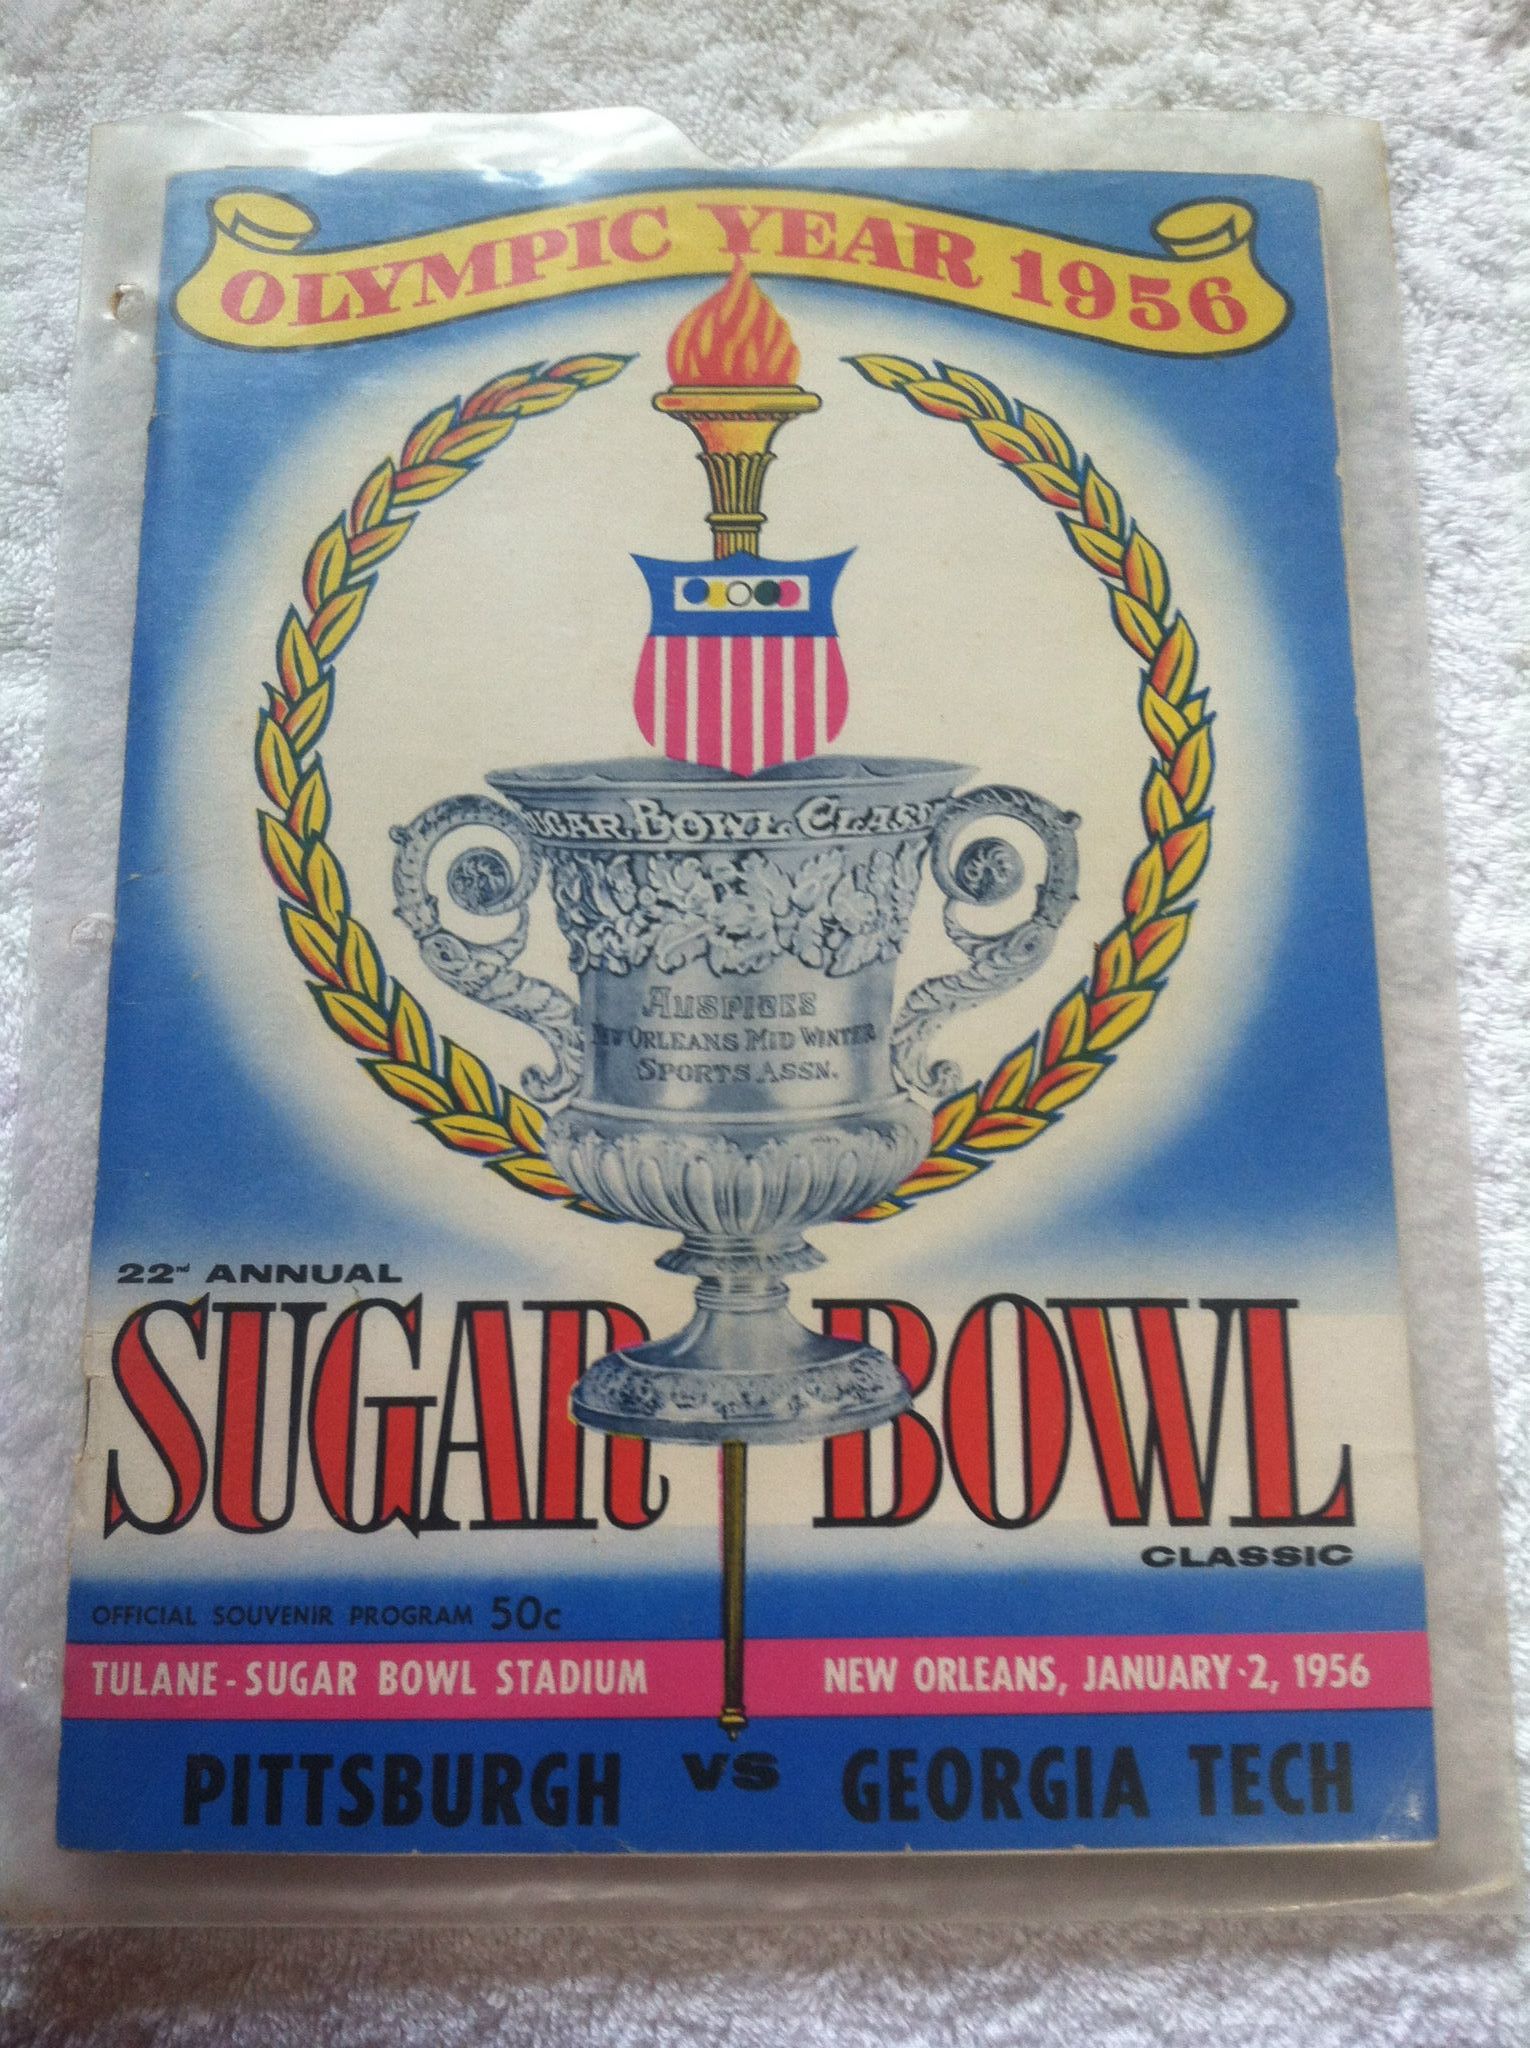 OLYMPIC YEAR 1956
SUGAR BOWL CLASSIC
AUSPICES
NEW ORLEANS MID WINTER
SPORTS ASSN.
22nd ANNUAL
SUGAR BOWL
CLASSIC
OFFICIAL SOUVENIR PROGRAM 50c
TULANE - SUGAR BOWL STADIUM
NEW ORLEANS, JANUARY 2, 1956
PITTSBURGH VS GEORGIA TECH